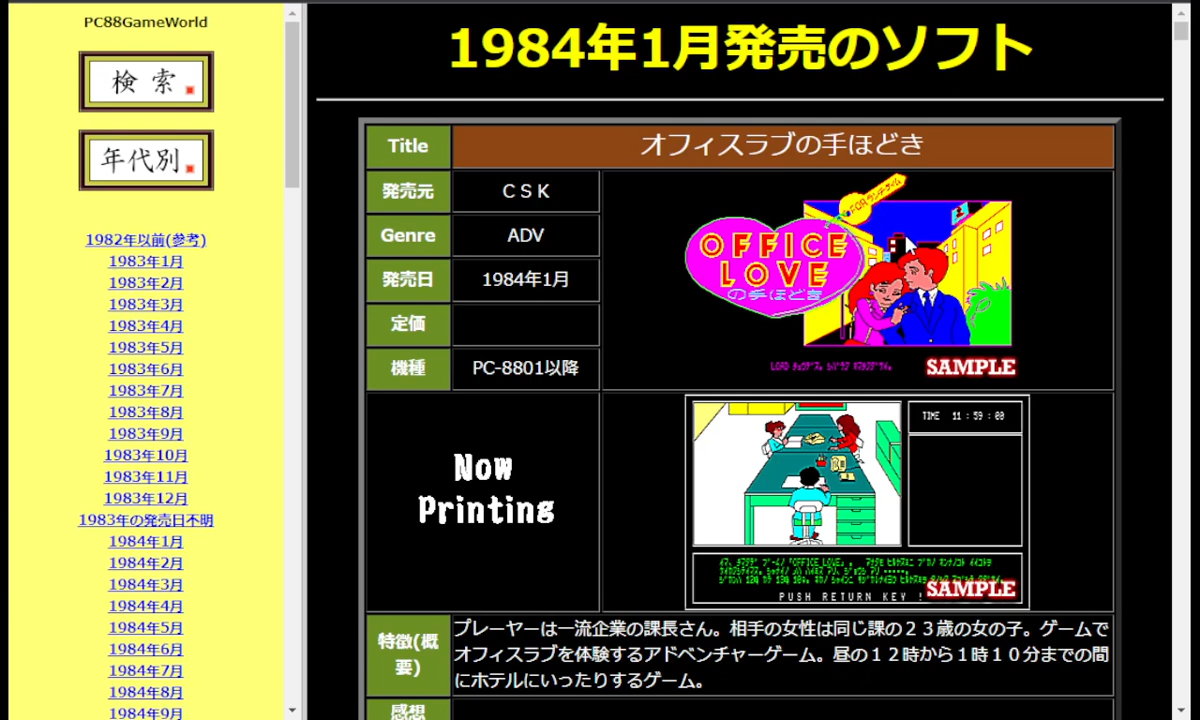 PC88GameWorld
検索
年代別
1982年以前(参考)
1983年1月
1983年2月
1983年3月
1983年4月
1983年5月
1983年6月
1983年7月
1983年8月
1983年9月
1983年10月
1983年11月
1983年12月
1983年の発売日不明
1984年1月
1984年2月
1984年3月
1984年4月
1984年5月
1984年6月
1984年7月
1984年8月
1984年9月
1984年1月発売のソフト
Title
オフィスラブの手ほどき
発売元
ＣＳＫ
Genre
ADV
発売日
1984年1月
定価
機種
PC-8801以降
OFFICE
LOVE
の手ほどき
SAMPLE
Now
Printing
TIME 11:59:00
PUSH RETURN KEY !
SAMPLE
特徴(概
要)
プレーヤーは一流企業の課長さん。相手の女性は同じ課の２３歳の女の子。ゲームで
オフィスラブを体験するアドベンチャーゲーム。昼の１２時から１時１０分までの間
にホテルにいったりするゲーム。
感想